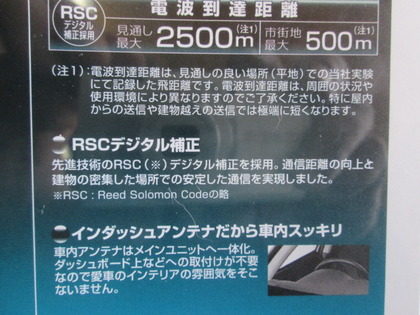 RSC
デジタル
補正採用
電波到達距離
見通し最大 2500m(注1) 市街地最大 500m(注1)
(注1):電波到達距離は、見通しの良い場所(平地)での当社実験
にて記録した飛距離です。電波到達距離は、周囲の状況や
使用環境により異なりますのでご了承ください。特に屋内
からの送信や建物越えの送信では極端に短くなります。
RSCデジタル補正
先進技術のRSC(※)デジタル補正を採用。通信距離の向上と
建物の密集した場所での安定した通信を実現しました。
※RSC:Reed Solomon Codeの略
インダッシュアンテナだから車内スッキリ
車内アンテナはメインユニットへ一体化。
ダッシュボード上などへの取付けが不要
なので愛車のインテリアの雰囲気をそこ
ないません。